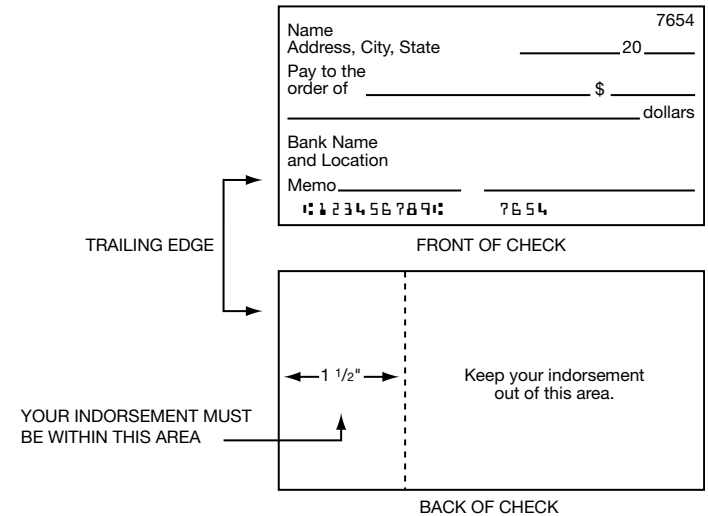 7654
Name
Address, City, State
20
Pay to the
order of
$
dollars
Bank Name
and Location
Memo
⑆123456789⑆ 7654
TRAILING EDGE
FRONT OF CHECK
1 1/2"
Keep your indorsement
out of this area.
YOUR INDORSEMENT MUST
BE WITHIN THIS AREA
BACK OF CHECK